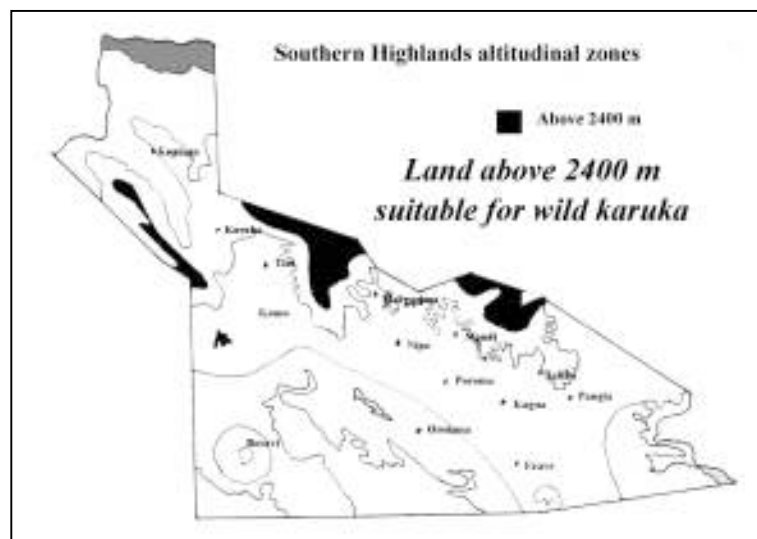 Southern Highlands altitudinal zones
Above 2400 m
Land above 2400 m
suitable for wild karuka
Koroba
Tari
Komo
Nipa
Mendi
Poroma
Ialibu
Kagua
Pangia
Erave